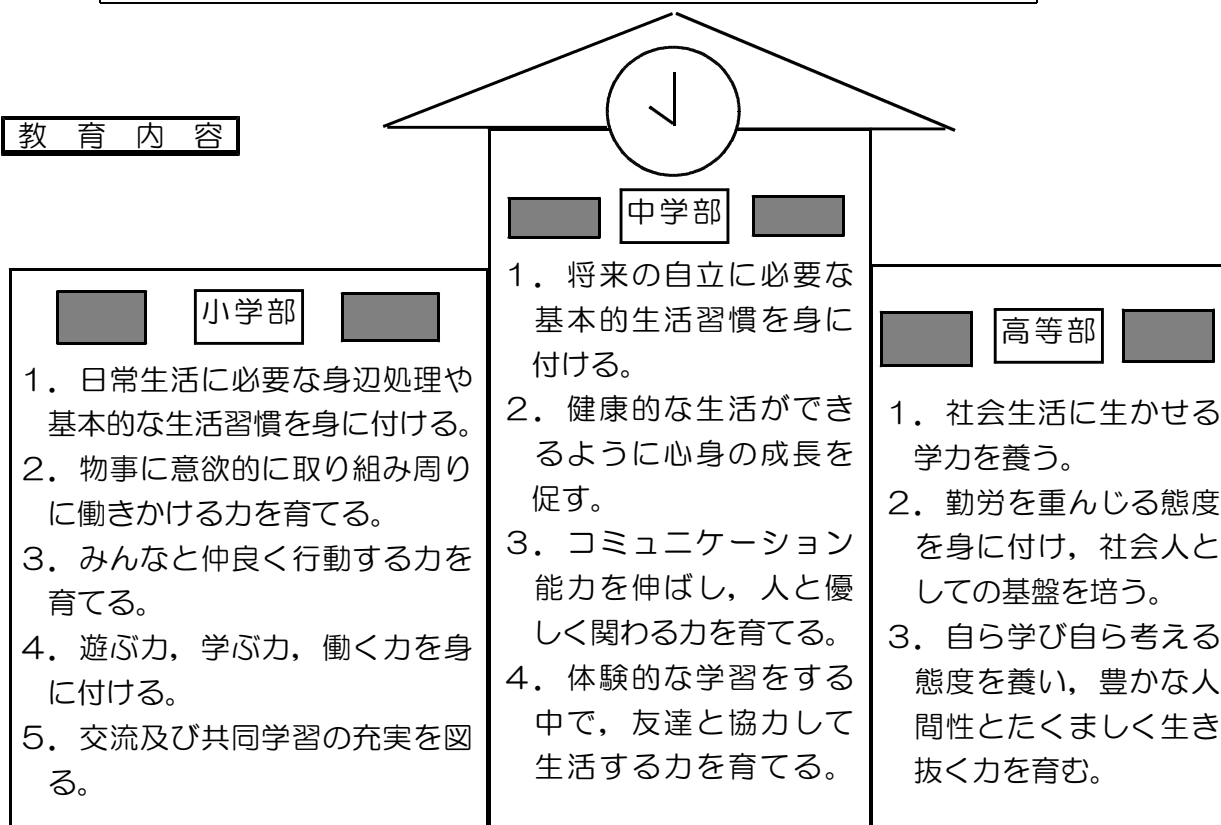 教 育 内 容
小学部
１．日常生活に必要な身辺処理や
基本的な生活習慣を身に付ける。
２．物事に意欲的に取り組み周り
に働きかける力を育てる。
３．みんなと仲良く行動する力を
育てる。
４．遊ぶ力，学ぶ力，働く力を身
に付ける。
５．交流及び共同学習の充実を図
る。
中学部
１．将来の自立に必要な
基本的生活習慣を身に
付ける。
２．健康的な生活ができ
るように心身の成長を
促す。
３．コミュニケーション
能力を伸ばし，人と優
しく関わる力を育てる。
４．体験的な学習をする
中で，友達と協力して
生活する力を育てる。
高等部
１．社会生活に生かせる
学力を養う。
２．勤労を重んじる態度
を身に付け，社会人と
しての基盤を培う。
３．自ら学び自ら考える
態度を養い，豊かな人
間性とたくましく生き
抜く力を育む。